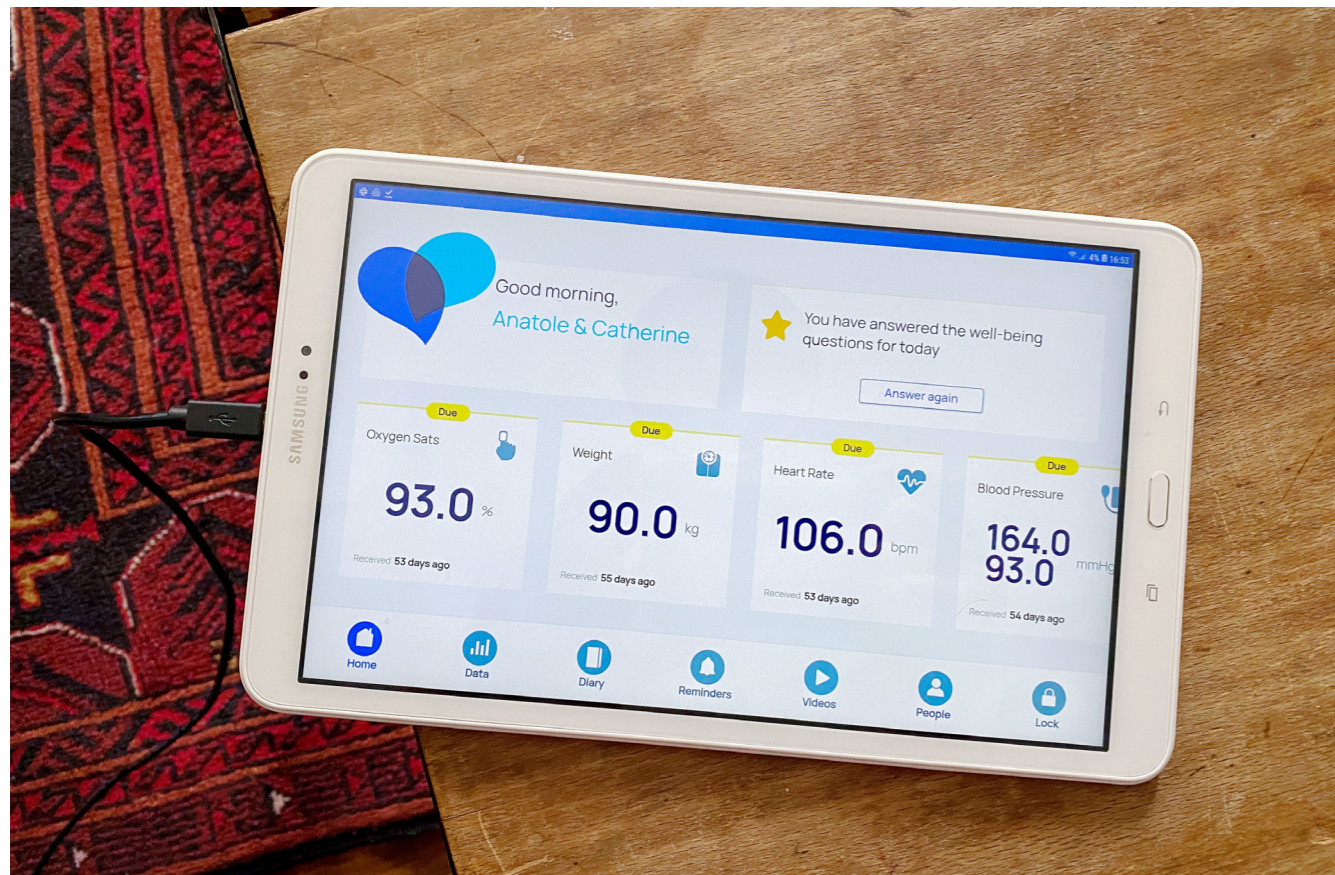 SAMSUNG
4% 16:53
Good morning,
Anatole & Catherine
You have answered the well-being
questions for today
Answer again
Due
Oxygen Sats
93.0 %
Received 53 days ago
Due
Weight
90.0 kg
Received 55 days ago
Due
Heart Rate
106.0 bpm
Received 53 days ago
Due
Blood Pressure
164.0
93.0 mmHg
Received 54 days ago
Home
Data
Diary
Reminders
Videos
People
Lock